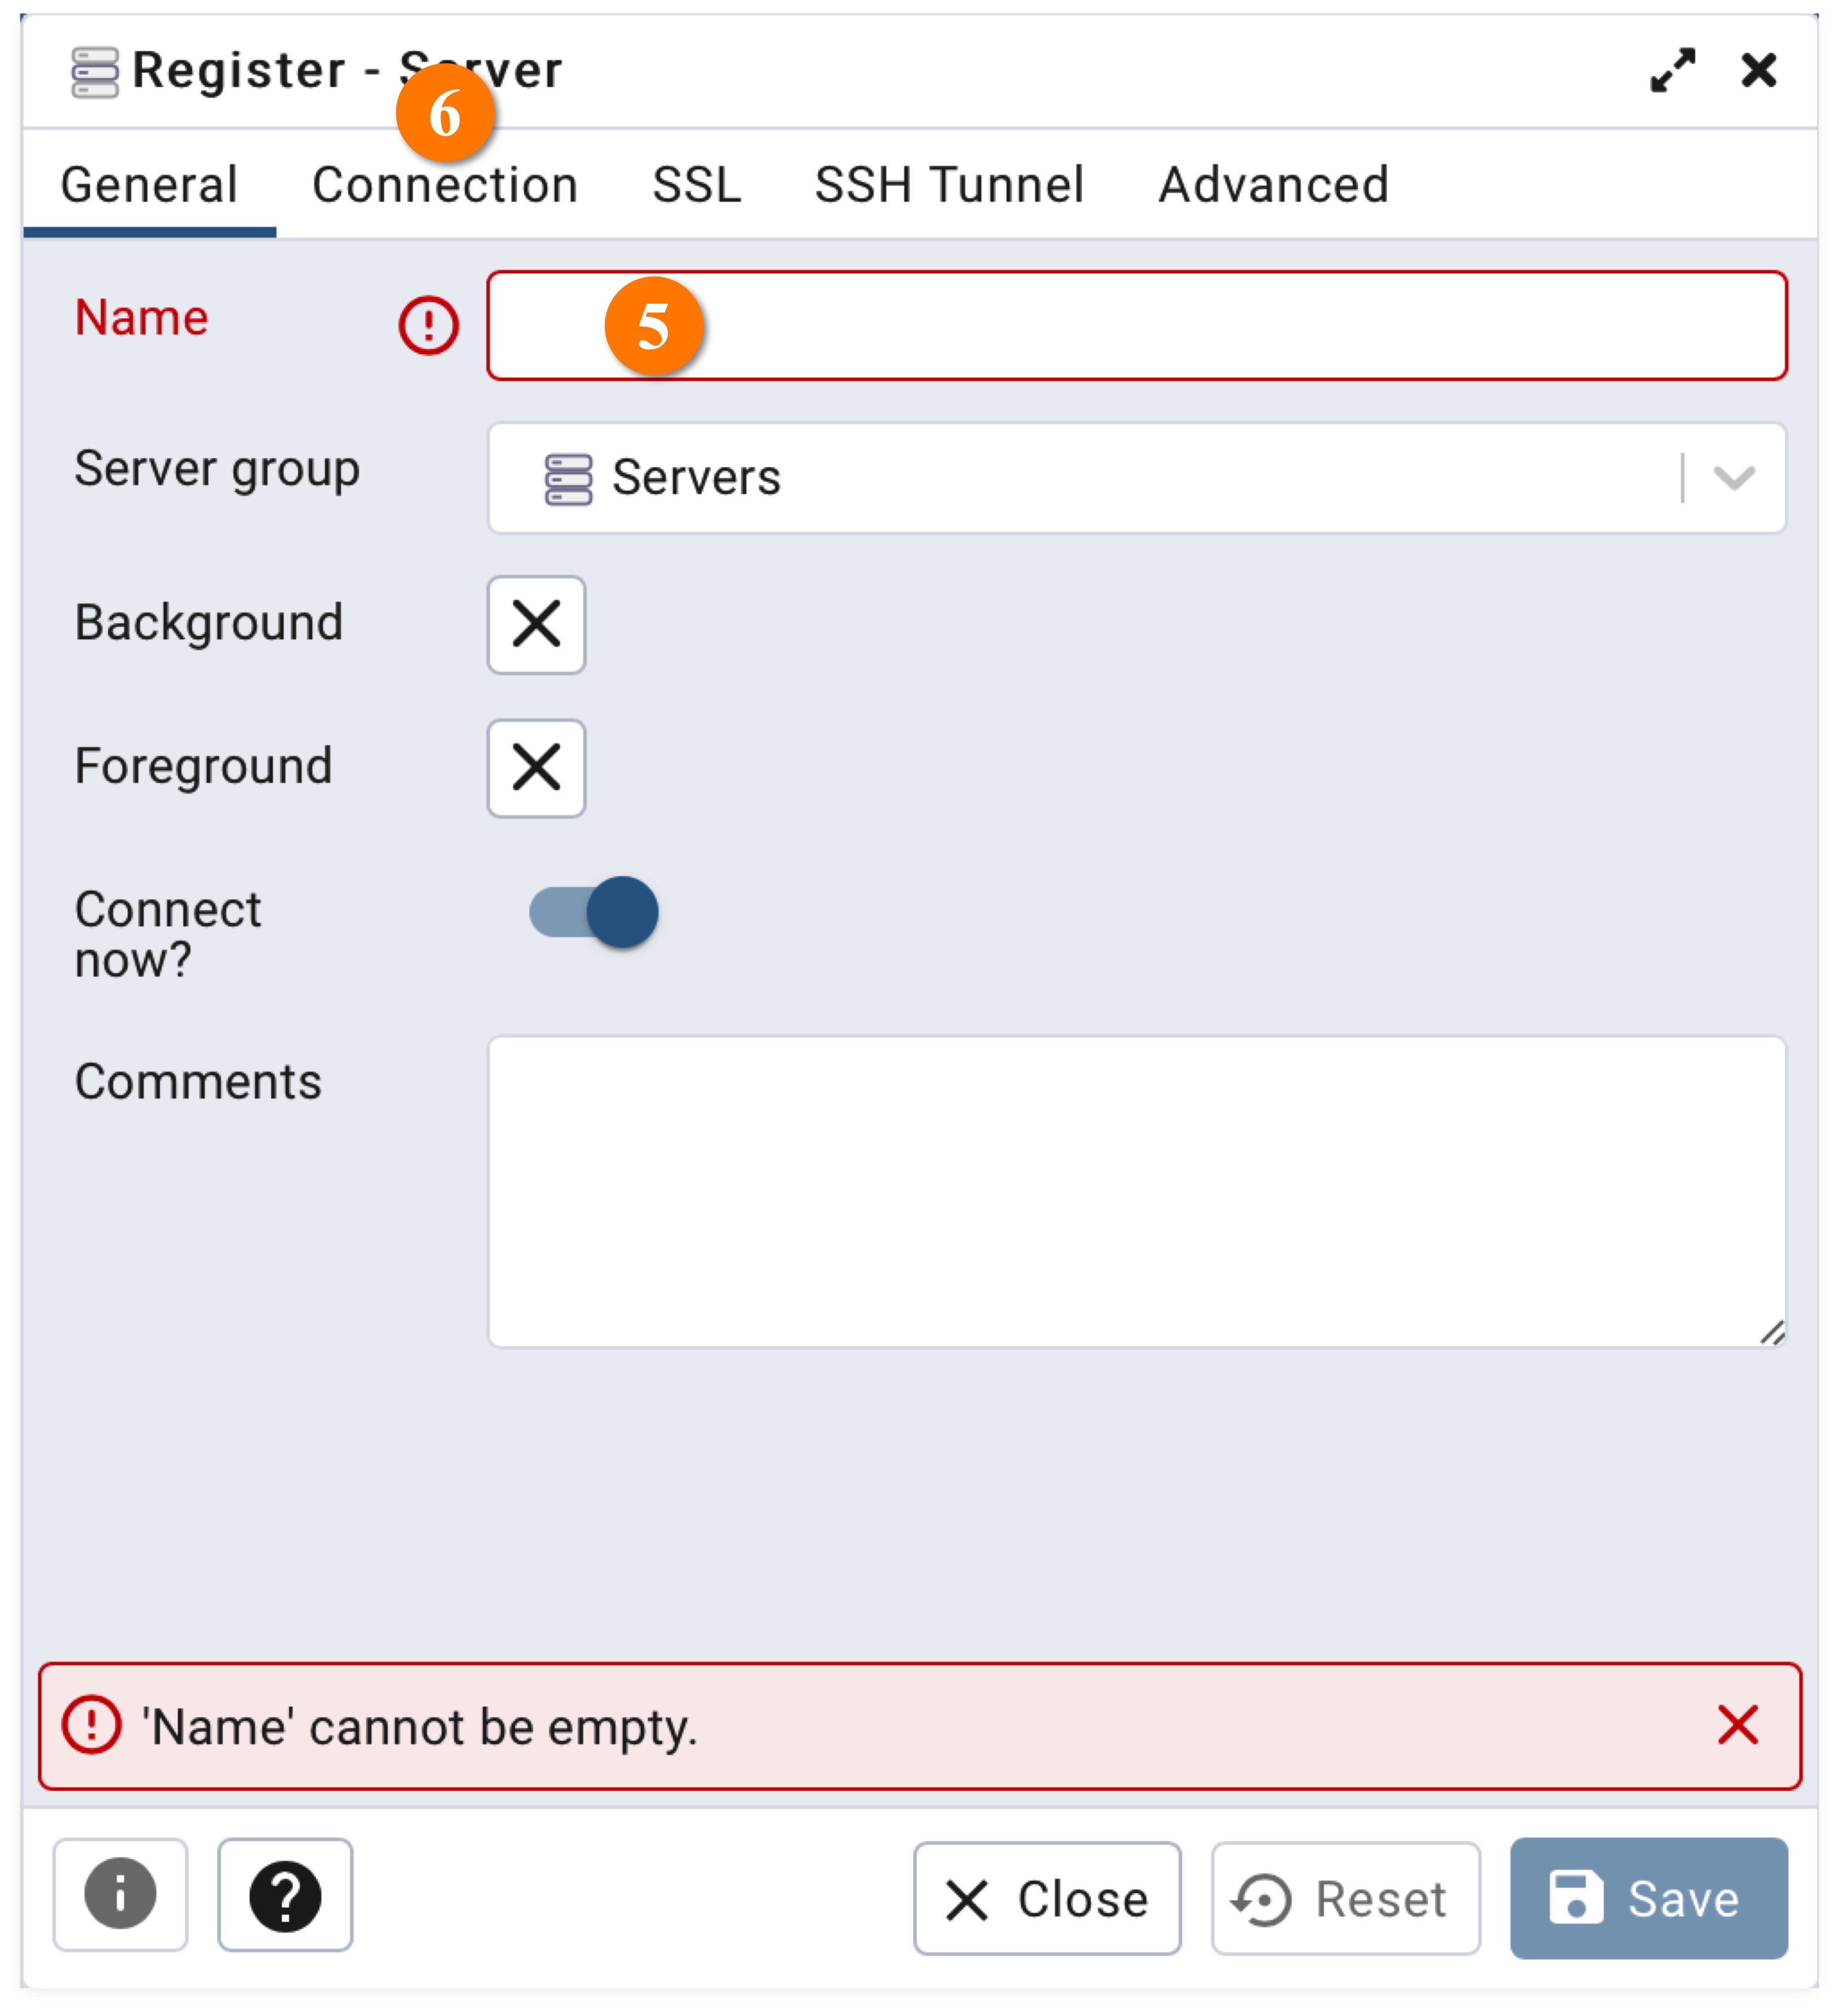 Register - Server
6
General Connection SSL SSH Tunnel Advanced
Name 5
Server group Servers
Background
Foreground
Connect
now?
Comments
'Name' cannot be empty.
Close Reset Save